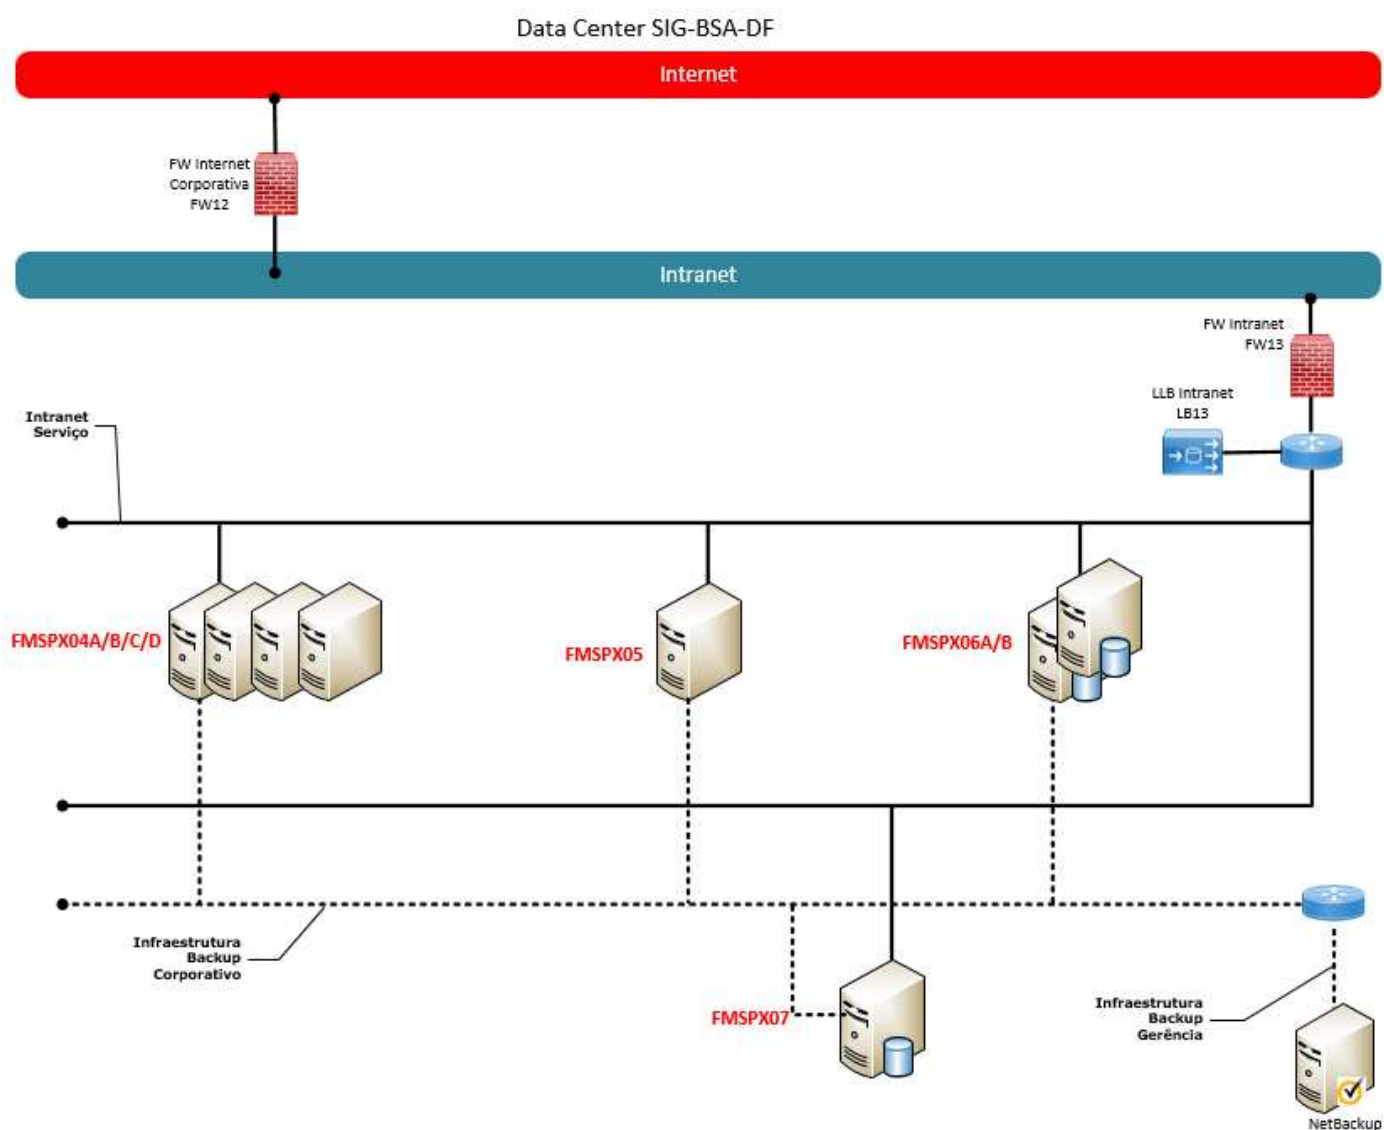 Data Center SIG-BSA-DF
Internet
FW Internet
Corporativa
FW12
Intranet
FW Intranet
FW13
LLB Intranet
LB13
Intranet
Serviço
FMSPX04A/B/C/D
FMSPX05
FMSPX06A/B
Infraestrutura
Backup
Corporativo
FMSPX07
Infraestrutura
Backup
Gerência
NetBackup